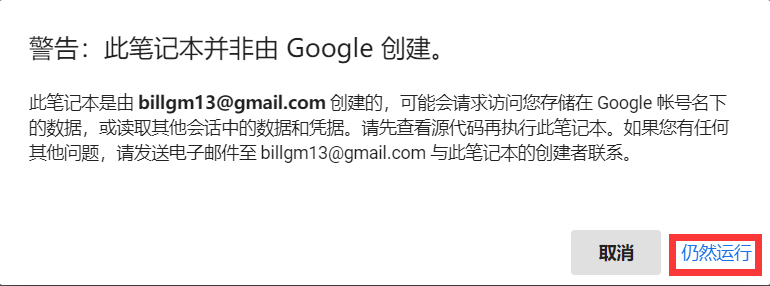 警告：此笔记本并非由 Google 创建。
此笔记本是由 billgm13@gmail.com 创建的，可能会请求访问您存储在 Google 帐号名下
的数据，或读取其他会话中的数据和凭据。请先查看源代码再执行此笔记本。如果您有任何
其他问题，请发送电子邮件至 billgm13@gmail.com 与此笔记本的创建者联系。
取消 仍然运行